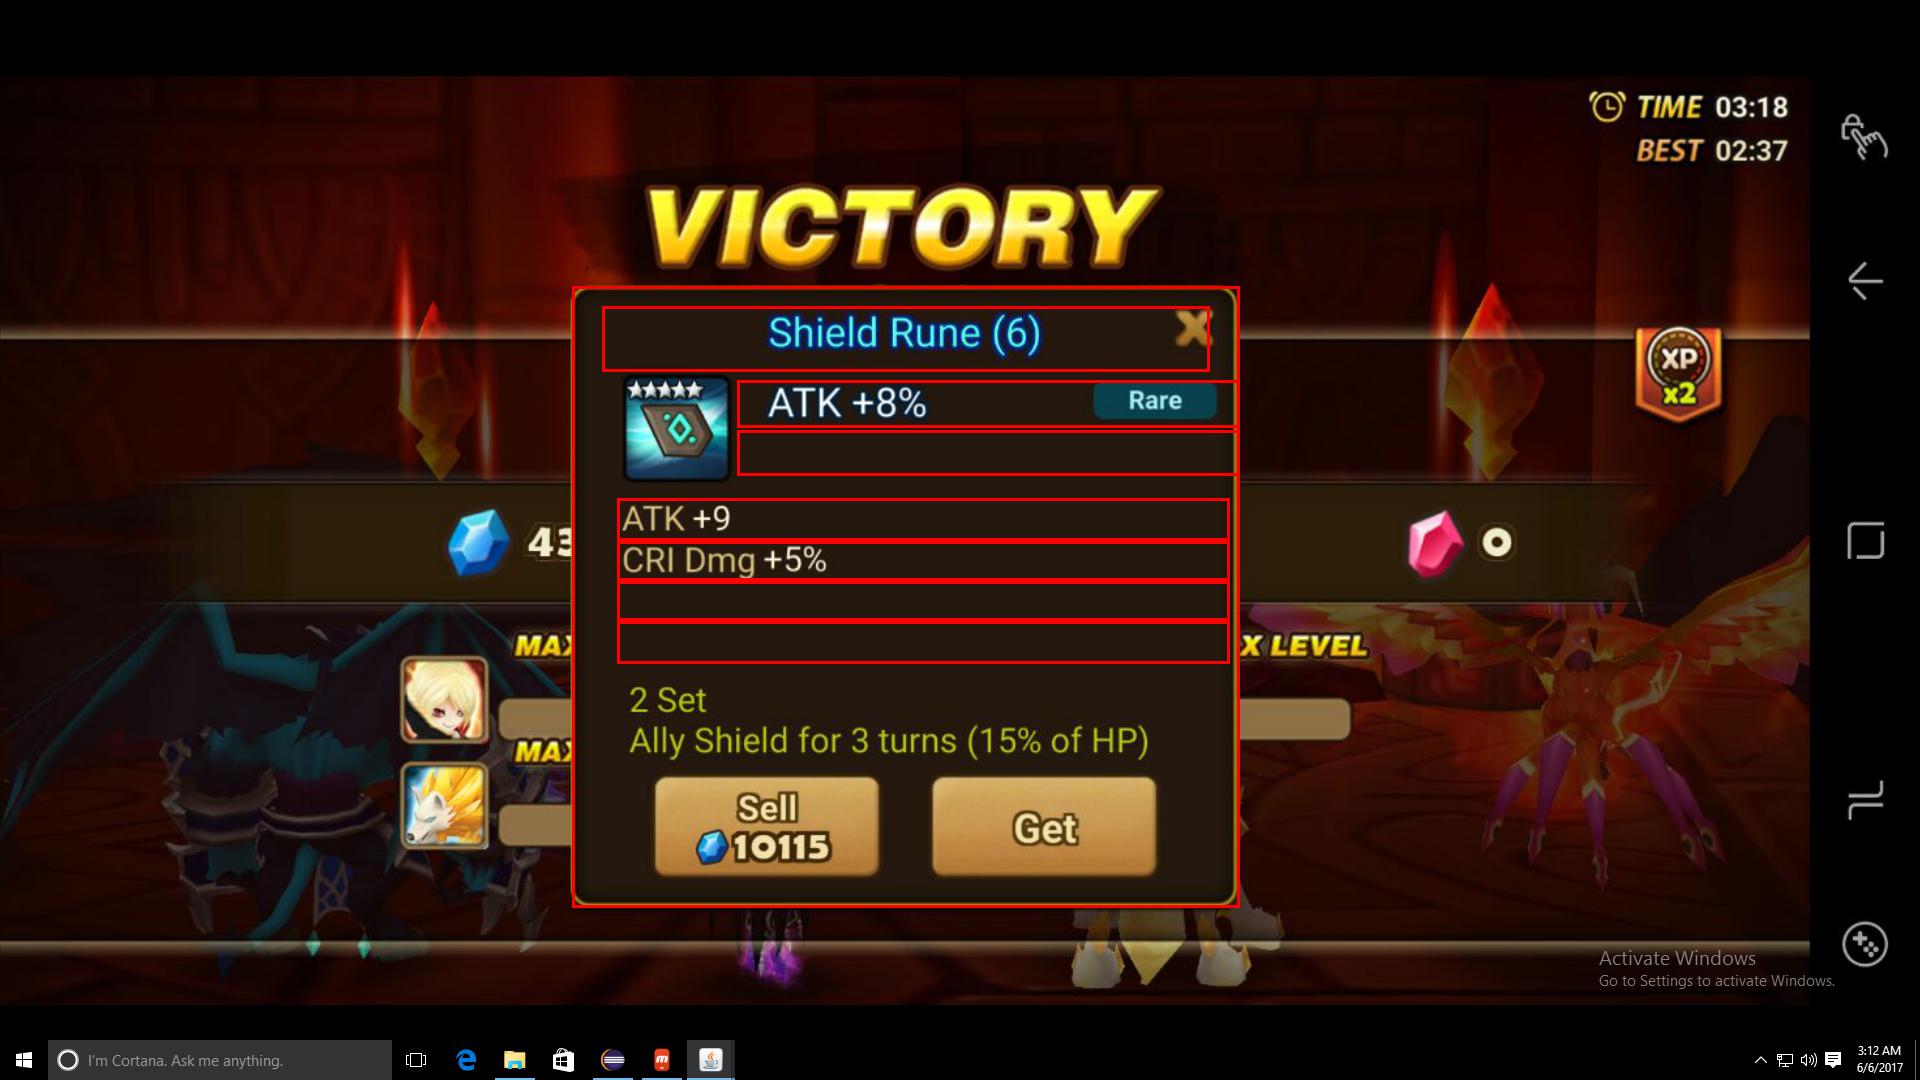 TIME 03:18
BEST 02:37
VICTORY
Shield Rune (6)
ATK +8% Rare
XP
x2
ATK +9
43
0
CRI Dmg +5%
MAX
X LEVEL
2 Set
Ally Shield for 3 turns (15% of HP)
MAX
Sell
10115
Get
Activate Windows
Go to Settings to activate Windows.
I'm Cortana. Ask me anything.
3:12 AM
6/6/2017